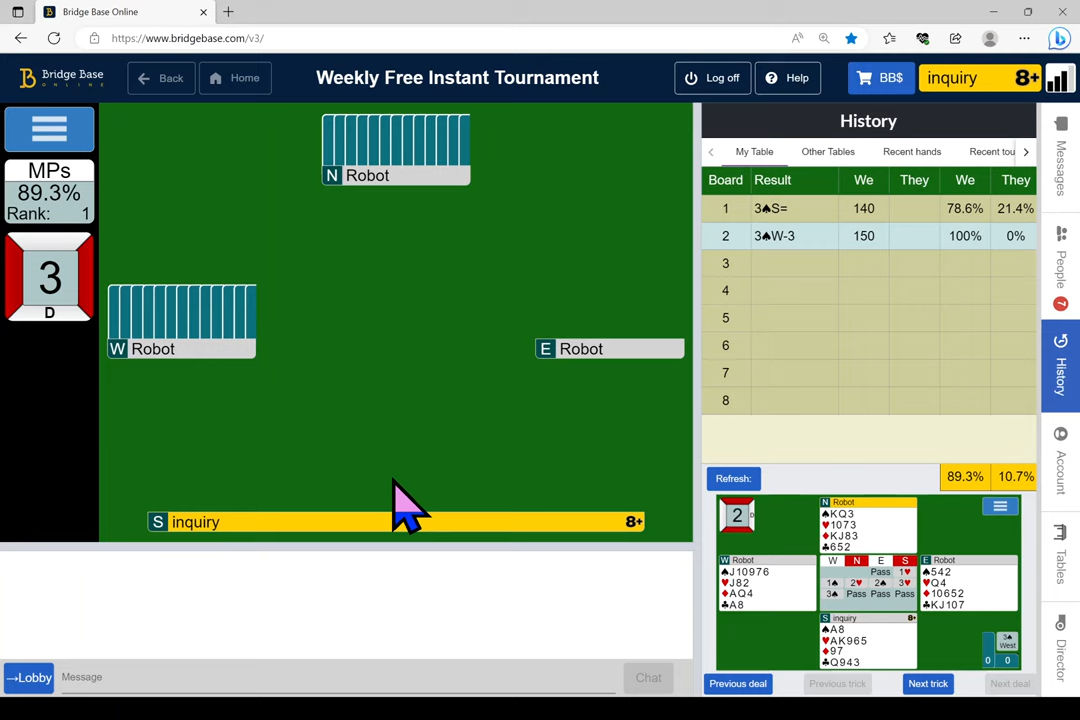 Bridge Base Online
https://www.bridgebase.com/v3/
Bridge Base
ONLINE
Back
Home
Weekly Free Instant Tournament
Log off
Help
BB$
inquiry 8+
MPs
89.3%
Rank: 1
3
D
N Robot
W Robot
E Robot
S inquiry 8+
→Lobby
Message
Chat
History
My Table Other Tables Recent hands Recent tou
Board Result We They We They
1 3♠S= 140 78.6% 21.4%
2 3♠W-3 150 100% 0%
3
4
5
6
7
8
Refresh:
89.3% 10.7%
2 D
N Robot
♠KQ3
♥1073
♦KJ83
♣652
W Robot
♠J10976
♥J82
♦AQ4
♣A8
W N E S
Pass 1♥
1♠ 2♥ 2♠ 3♥
3♠ Pass Pass Pass
E Robot
♠542
♥Q4
♦10652
♣KJ107
S inquiry 8+
♠A8
♥AK965
♦97
♣Q943
3♠
West
0 0
Previous deal
Previous trick
Next trick
Next deal
Messages
People
7
History
Account
Tables
Director